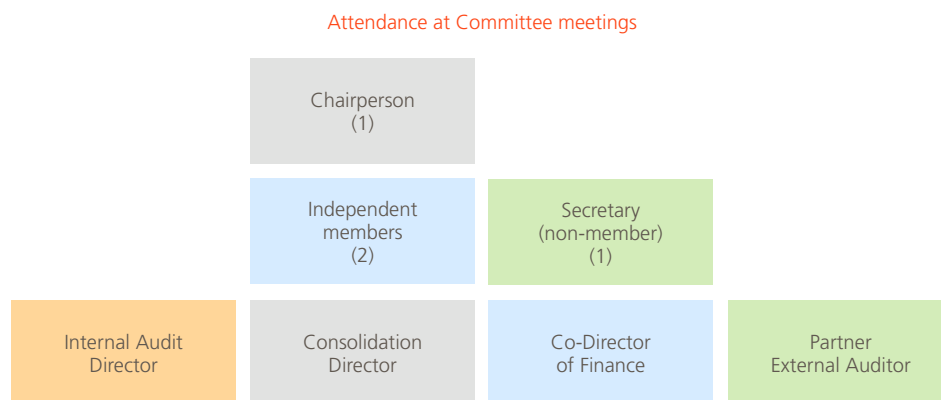 Attendance at Committee meetings
Chairperson
(1)
Independent
members
(2)
Secretary
(non-member)
(1)
Internal Audit
Director
Consolidation
Director
Co-Director
of Finance
Partner
External Auditor